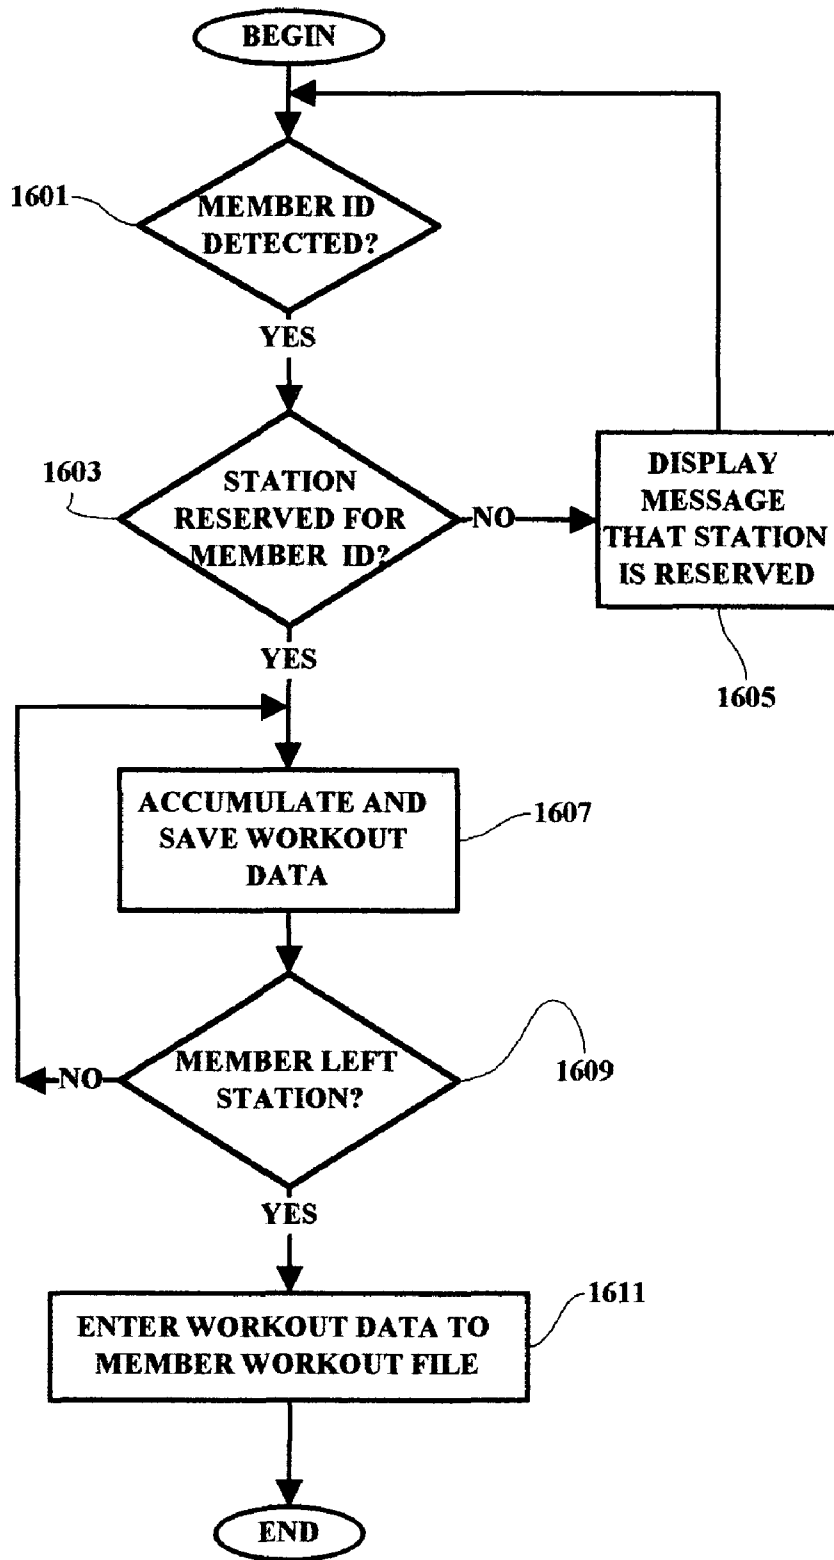 BEGIN
1601
MEMBER ID
DETECTED?
YES
1603
STATION
RESERVED FOR
MEMBER ID?
NO
DISPLAY
MESSAGE
THAT STATION
IS RESERVED
1605
YES
ACCUMULATE AND
SAVE WORKOUT
DATA
1607
MEMBER LEFT
STATION?
NO
1609
YES
1611
ENTER WORKOUT DATA TO
MEMBER WORKOUT FILE
END